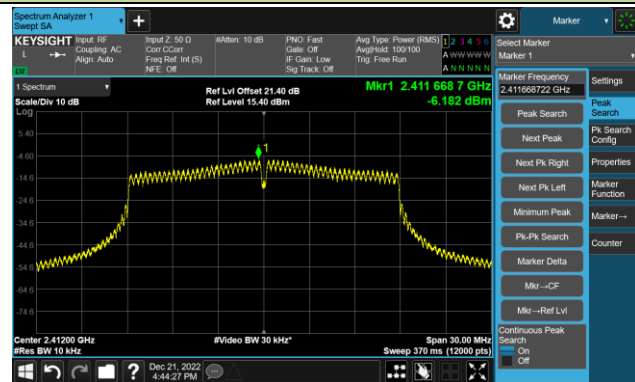 Spectrum Analyzer 1
Swept SA
+
Marker
KEYSIGHT
L
LW
Input: RF
Coupling: AC
Align: Auto
Input Z: 50 Ω
Corr CCorr
Freq Ref: Int (S)
NFE: Off
#Atten: 10 dB
PNO: Fast
Gate: Off
IF Gain: Low
Sig Track: Off
Avg Type: Power (RMS)
Avg|Hold: 100/100
Trig: Free Run
1 2 3 4 5 6
A W W W W W
A N N N N N
Select Marker
Marker 1
1 Spectrum
Scale/Div 10 dB
Log
Ref Lvl Offset 21.40 dB
Ref Level 15.40 dBm
Mkr1 2.411 668 7 GHz
-6.182 dBm
5.40
-4.60
-14.6
-24.6
-34.6
-44.6
-54.6
-64.6
-74.6
1
Center 2.41200 GHz
#Res BW 10 kHz
#Video BW 30 kHz*
Span 30.00 MHz
Sweep 370 ms (12000 pts)
Marker Frequency
2.411668722 GHz
Peak Search
Next Peak
Next Pk Right
Next Pk Left
Minimum Peak
Pk-Pk Search
Marker Delta
Mkr→CF
Mkr→Ref Lvl
Continuous Peak
Search
On
Off
Settings
Peak
Search
Pk Search
Config
Properties
Marker
Function
Marker→
Counter
?
Dec 21, 2022
4:44:27 PM